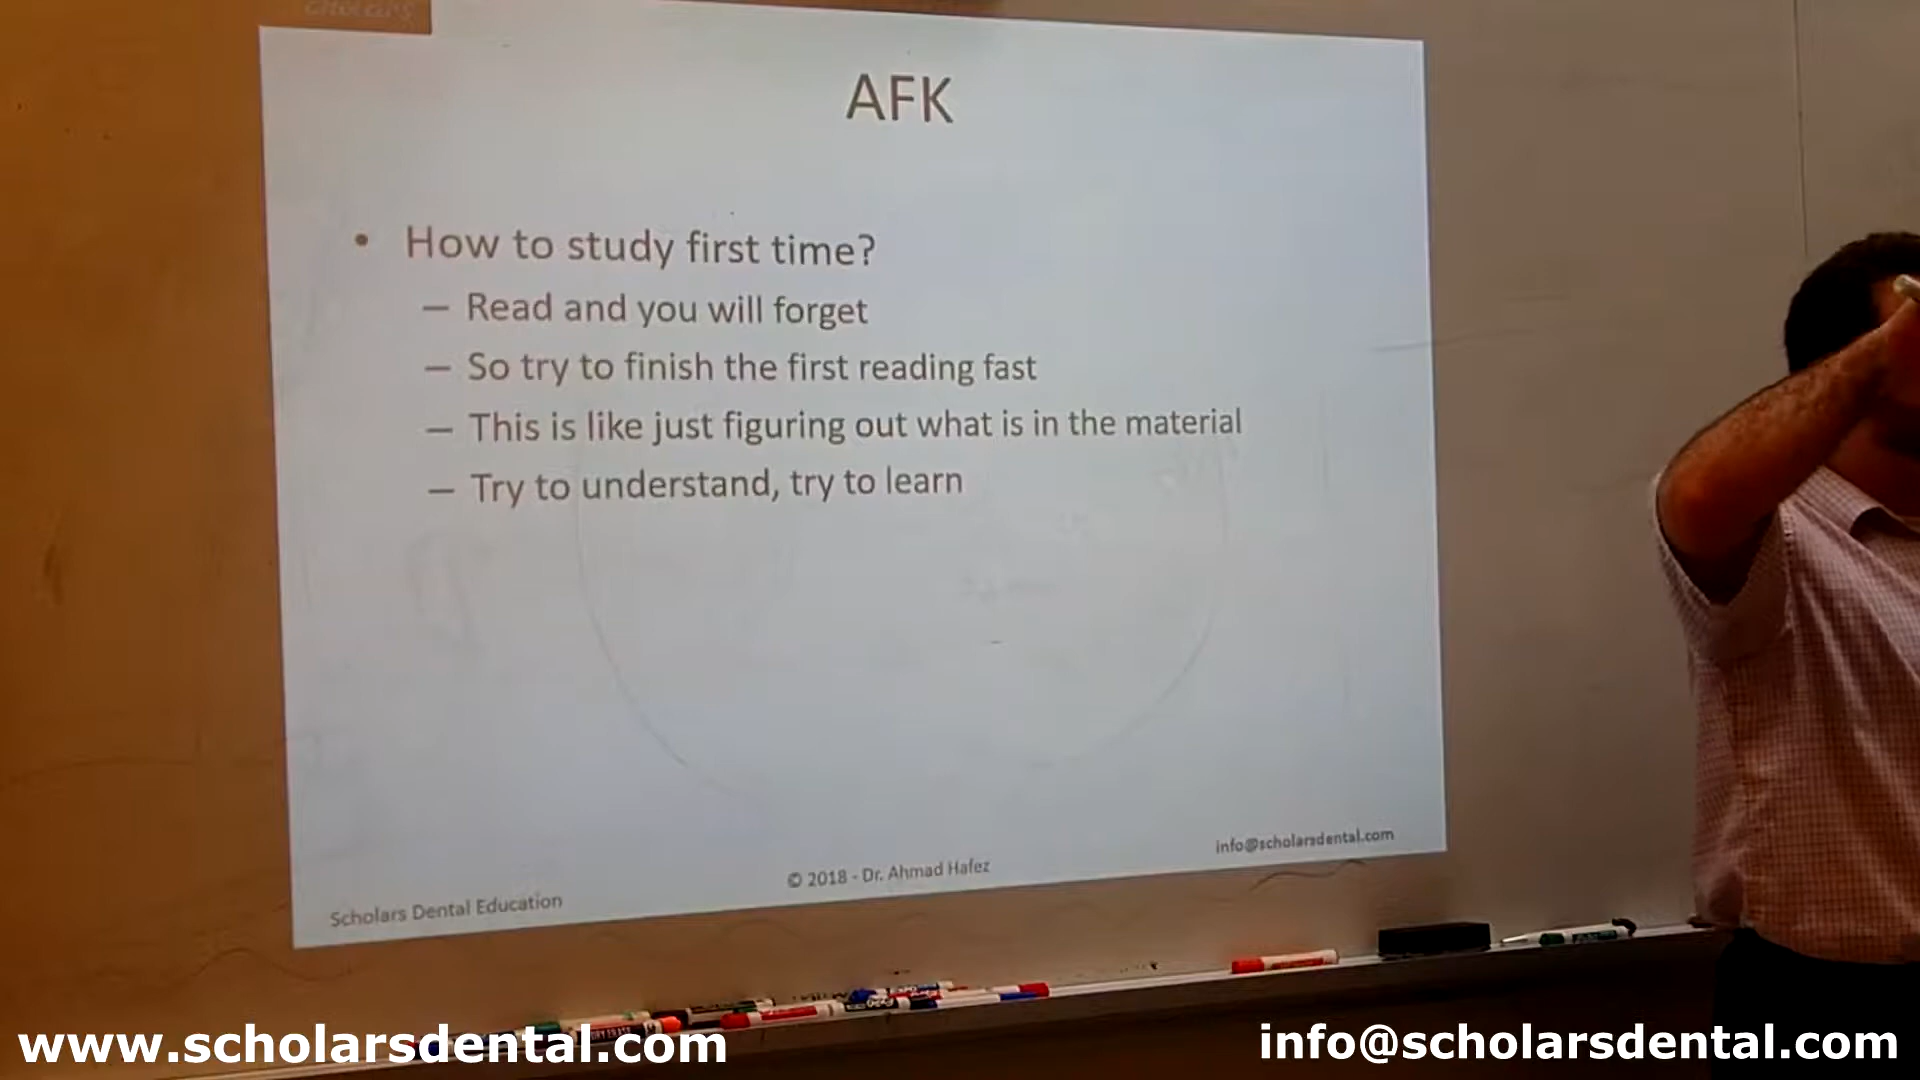 cholars
AFK
• How to study first time?
– Read and you will forget
– So try to finish the first reading fast
– This is like just figuring out what is in the material
– Try to understand, try to learn
Scholars Dental Education
© 2018 - Dr. Ahmad Hafez
info@scholarsdental.com
www.scholarsdental.com
info@scholarsdental.com